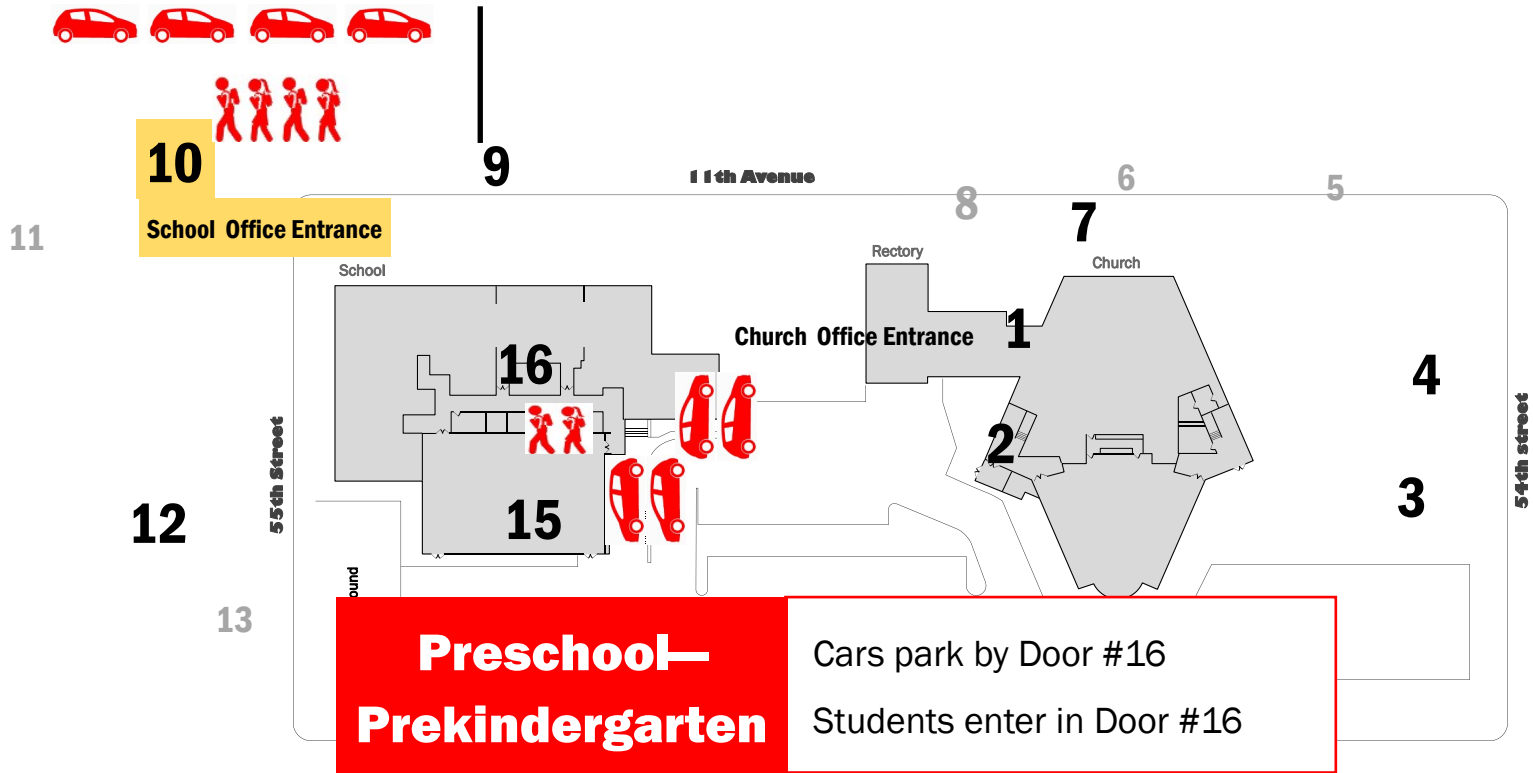 10
9
11th Avenue
6
5
8
7
11
School Office Entrance
School
Rectory
Church
Church Office Entrance
1
16
4
2
3
55th Street
54th street
12
15
13
ound
Preschool—
Prekindergarten
Cars park by Door #16
Students enter in Door #16